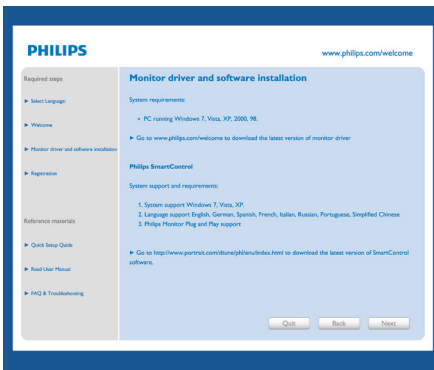 PHILIPS
www.philips.com/welcome
Required steps
Select Language:
Welcome
Monitor driver and software installation
Registration
Reference materials
Quick Setup Guide
Read User Manual
FAQ & Troubleshooting
Monitor driver and software installation
System requirements:
• PC running Windows 7, Vista, XP, 2000, 98.
Go to www.philips.com/welcome to download the latest version of monitor driver
Philips SmartControl
System support and requirements:
1. System support Windows 7, Vista, XP.
2. Language support English, German, Spanish, French, Italian, Russian, Portuguese, Simplified Chinese
3. Philips Monitor Plug and Play support
Go to http://www.portrait.com/dtune/phl/enu/index.html to download the latest version of SmartControl
software.
Quit
Back
Next